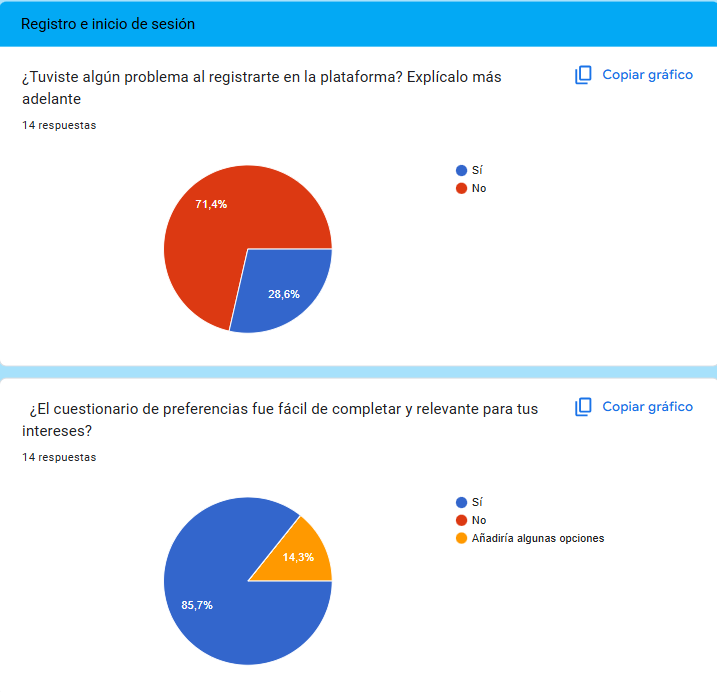 Registro e inicio de sesión
¿Tuviste algún problema al registrarte en la plataforma? Explícalo más
adelante
Copiar gráfico
14 respuestas
Sí
No
71,4%
28,6%
¿El cuestionario de preferencias fue fácil de completar y relevante para tus
intereses?
Copiar gráfico
14 respuestas
Sí
No
Añadiría algunas opciones
14,3%
85,7%